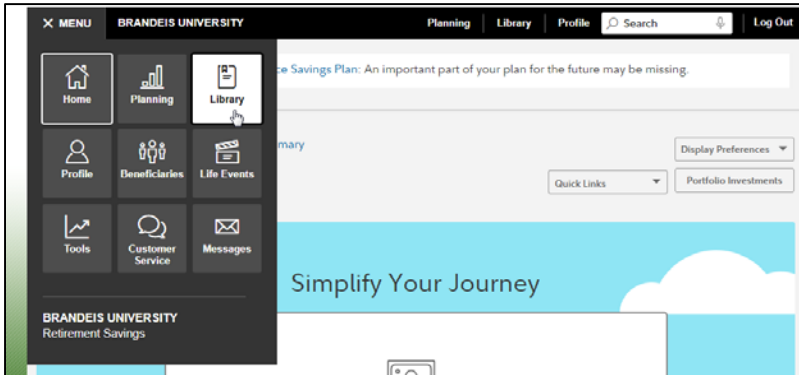 X MENU BRANDEIS UNIVERSITY Planning Library Profile Search Log Out
Home Planning Library
ce Savings Plan: An important part of your plan for the future may be missing.
mary
Display Preferences
Profile Beneficiaries Life Events
Quick Links Portfolio Investments
Tools Customer Service Messages
Simplify Your Journey
BRANDEIS UNIVERSITY
Retirement Savings